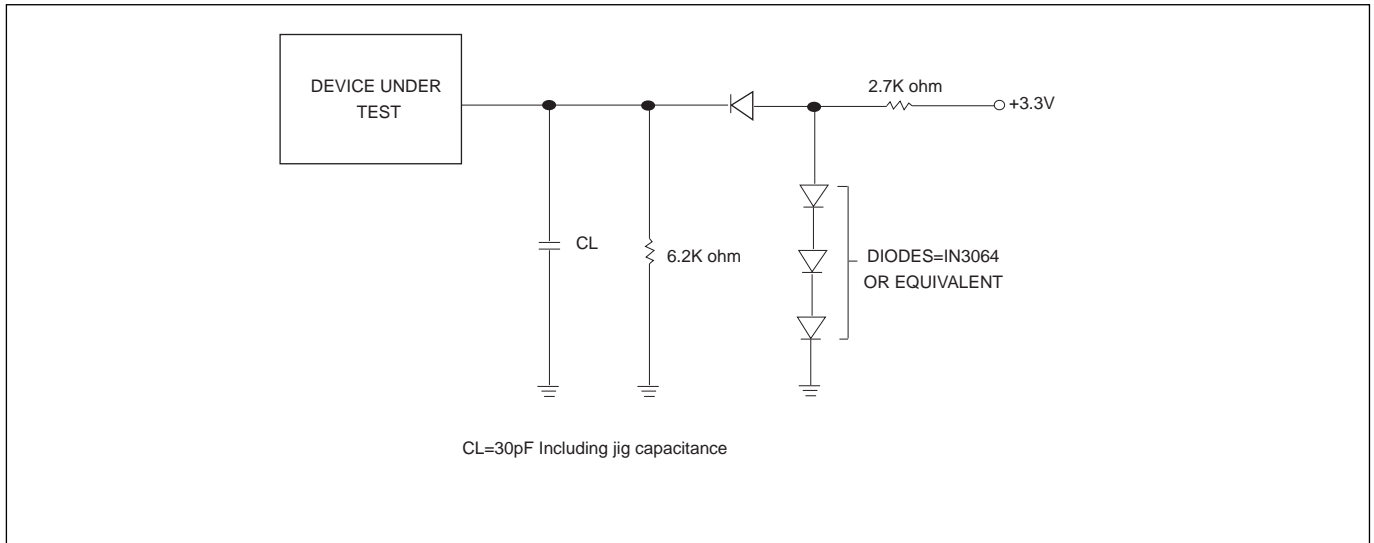 DEVICE UNDER
TEST
2.7K ohm
+3.3V
CL
6.2K ohm
DIODES=IN3064
OR EQUIVALENT
CL=30pF Including jig capacitance